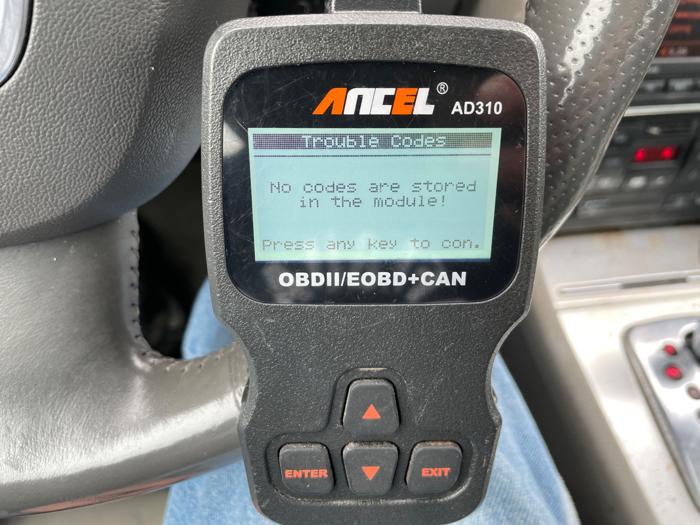 ANCEL® AD310
Trouble Codes
No codes are stored
in the module!
Press any key to con.
OBDII/EOBD+CAN
ENTER
EXIT